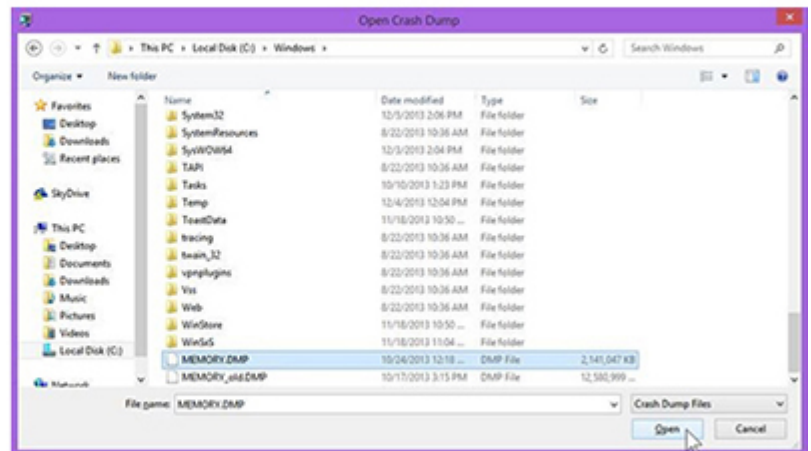 Open Crash Dump
This PC Local Disk (C:) Windows
Search Windows
Organize New folder
Name Date modified Type Size
Favorites
Desktop
Downloads
Recent places
SkyDrive
This PC
Desktop
Documents
Downloads
Music
Pictures
Videos
Local Disk (C:)
Network
System32 12/5/2013 2:06 PM File folder
SystemResources 8/22/2013 10:36 AM File folder
SysWOW64 12/3/2013 2:04 PM File folder
TAPI 8/22/2013 10:36 AM File folder
Tasks 10/10/2013 1:23 PM File folder
Temp 12/4/2013 12:04 PM File folder
ToastData 11/18/2013 10:50 ... File folder
tracing 8/22/2013 10:36 AM File folder
twain_32 8/22/2013 10:36 AM File folder
vpnplugins 8/22/2013 10:36 AM File folder
Vss 8/22/2013 10:36 AM File folder
Web 8/22/2013 10:36 AM File folder
WinStore 11/18/2013 10:50 ... File folder
WinSxS 11/18/2013 11:04 ... File folder
MEMORY.DMP 10/24/2013 12:18 ... DMP File 2,141,047 KB
MEMORY_old.DMP 10/17/2013 3:15 PM DMP File 12,580,999 ...
File name: MEMORY.DMP
Crash Dump Files
Open Cancel